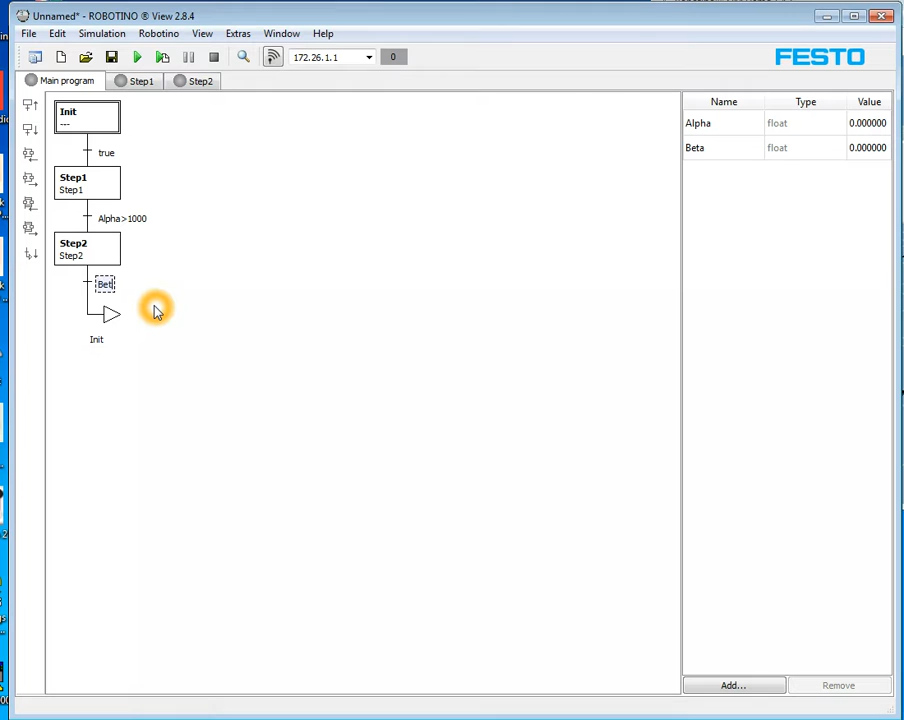 Unnamed* - ROBOTINO ® View 2.8.4
File Edit Simulation Robotino View Extras Window Help
172.26.1.1 0 FESTO
Main program Step1 Step2
Name Type Value
Alpha float 0.000000
Beta float 0.000000
Init
---
true
Step1
Step1
Alpha>1000
Step2
Step2
Bet
Init
Add... Remove